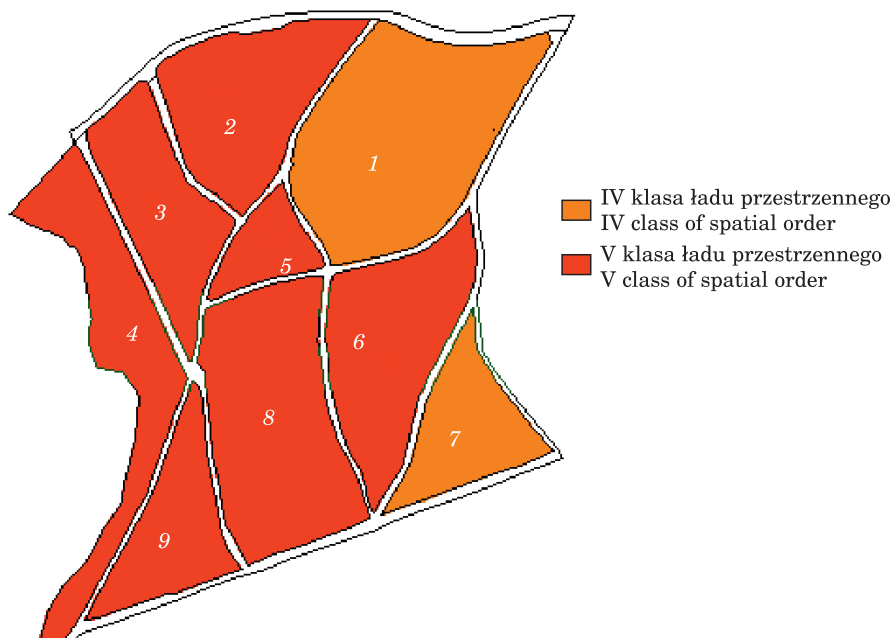 2
1
3
5
4
6
8
7
9
IV klasa ładu przestrzennego
IV class of spatial order
V klasa ładu przestrzennego
V class of spatial order